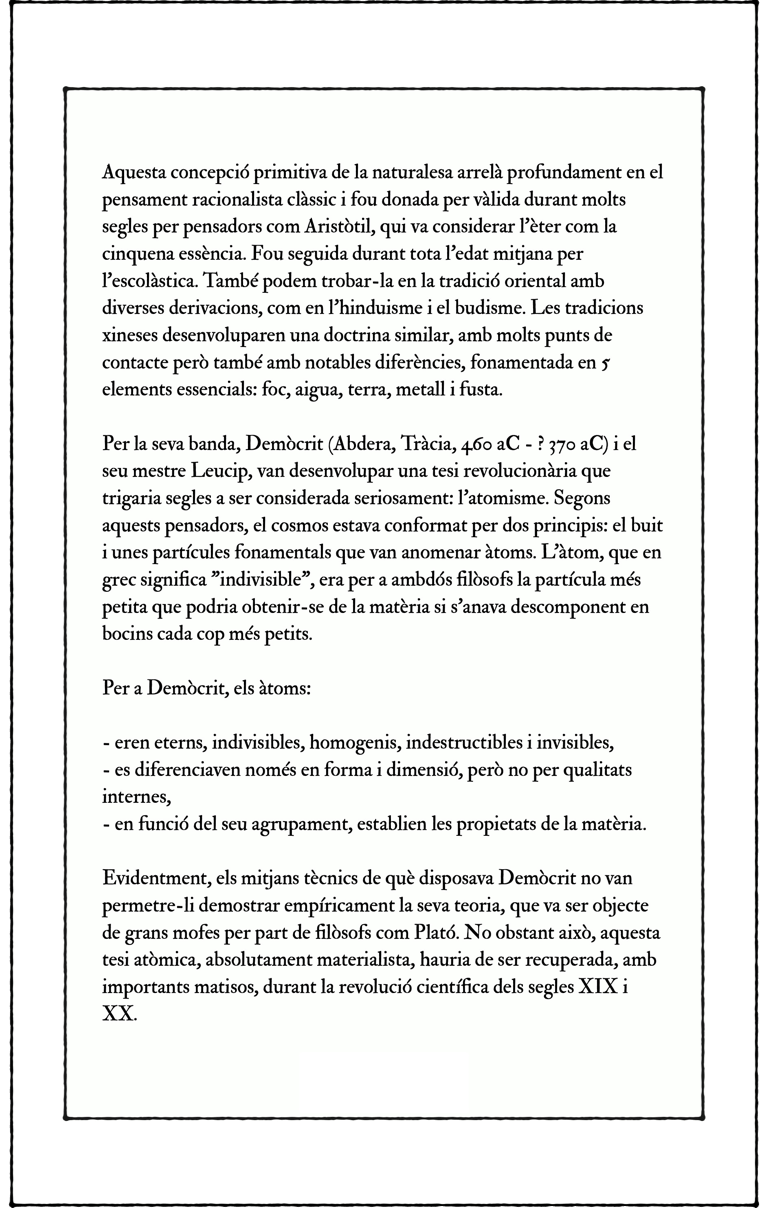 Aquesta concepció primitiva de la naturalesa arrelà profundament en el
pensament racionalista clàssic i fou donada per vàlida durant molts
segles per pensadors com Aristòtil, qui va considerar l'èter com la
cinquena essència. Fou seguida durant tota l'edat mitjana per
l'escolàstica. També podem trobar-la en la tradició oriental amb
diverses derivacions, com en l'hinduisme i el budisme. Les tradicions
xineses desenvoluparen una doctrina similar, amb molts punts de
contacte però també amb notables diferències, fonamentada en 5
elements essencials: foc, aigua, terra, metall i fusta.

Per la seva banda, Demòcrit (Abdera, Tràcia, 460 aC - ? 370 aC) i el
seu mestre Leucip, van desenvolupar una tesi revolucionària que
trigaria segles a ser considerada seriosament: l'atomisme. Segons
aquests pensadors, el cosmos estava conformat per dos principis: el buit
i unes partícules fonamentals que van anomenar àtoms. L'àtom, que en
grec significa "indivisible", era per a ambdós filòsofs la partícula més
petita que podria obtenir-se de la matèria si s'anava descomponent en
bocins cada cop més petits.

Per a Demòcrit, els àtoms:

- eren eterns, indivisibles, homogenis, indestructibles i invisibles,
- es diferenciaven només en forma i dimensió, però no per qualitats
internes,
- en funció del seu agrupament, establien les propietats de la matèria.

Evidentment, els mitjans tècnics de què disposava Demòcrit no van
permetre-li demostrar empíricament la seva teoria, que va ser objecte
de grans mofes per part de filòsofs com Plató. No obstant això, aquesta
tesi atòmica, absolutament materialista, hauria de ser recuperada, amb
importants matisos, durant la revolució científica dels segles XIX i
XX.